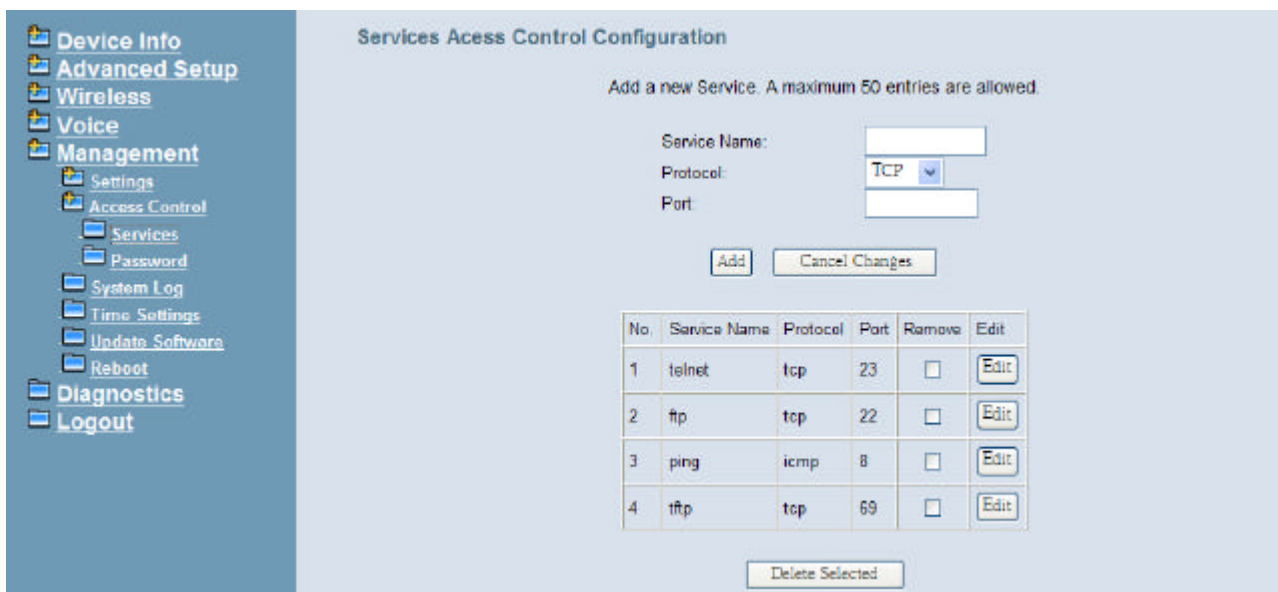 Device Info
Advanced Setup
Wireless
Voice
Management
Settings
Access Control
Services
Password
System Log
Time Settings
Update Software
Reboot
Diagnostics
Logout
Services Acess Control Configuration
Add a new Service. A maximum 50 entries are allowed.
Service Name:
Protocol: TCP
Port:
Add Cancel Changes
No. Service Name Protocol Port Remove Edit
1 telnet tcp 23 Edit
2 ftp tcp 22 Edit
3 ping icmp 8 Edit
4 tftp tcp 69 Edit
Delete Selected